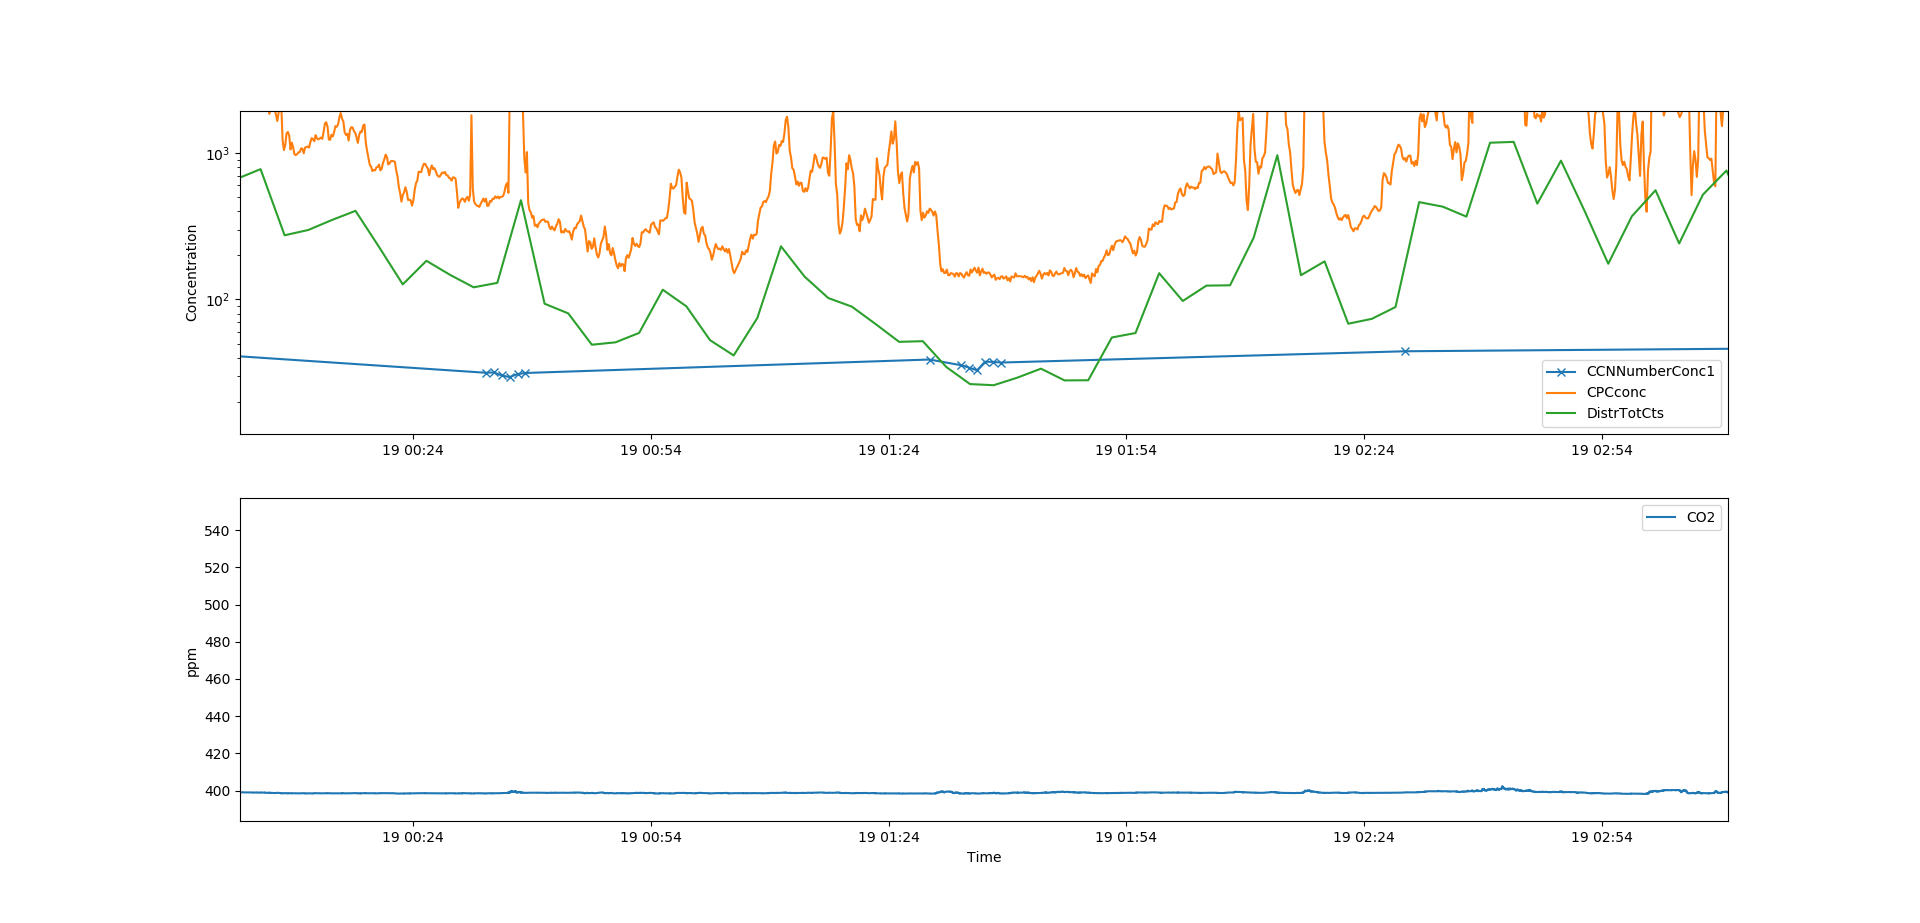 Concentration
10³
10²
CCNNumberConc1
CPCconc
DistrTotCts
19 00:24 19 00:54 19 01:24 19 01:54 19 02:24 19 02:54
ppm
540
520
500
480
460
440
420
400
CO2
19 00:24 19 00:54 19 01:24 19 01:54 19 02:24 19 02:54
Time